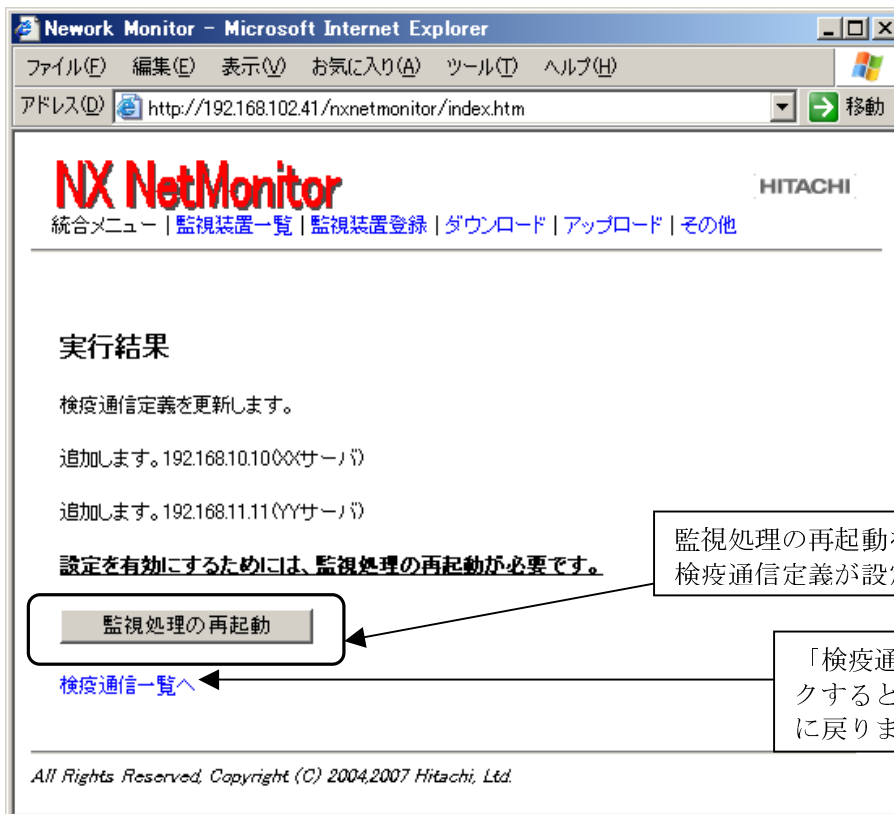 Nework Monitor - Microsoft Internet Explorer
ファイル(F) 編集(E) 表示(V) お気に入り(A) ツール(T) ヘルプ(H)
アドレス(D) http://192.168.102.41/nxnetmonitor/index.htm 移動
NX NetMonitor
HITACHI
統合メニュー | 監視装置一覧 | 監視装置登録 | ダウンロード | アップロード | その他
実行結果
検疫通信定義を更新します。
追加します。192.168.10.10(XXサーバ)
追加します。192.168.11.11(YYサーバ)
設定を有効にするためには、監視処理の再起動が必要です。
監視処理の再起動
検疫通信定義が設
監視処理の再起動
「検疫通
クすると
に戻りま
検疫通信一覧へ
All Rights Reserved, Copyright (C) 2004,2007 Hitachi, Ltd.